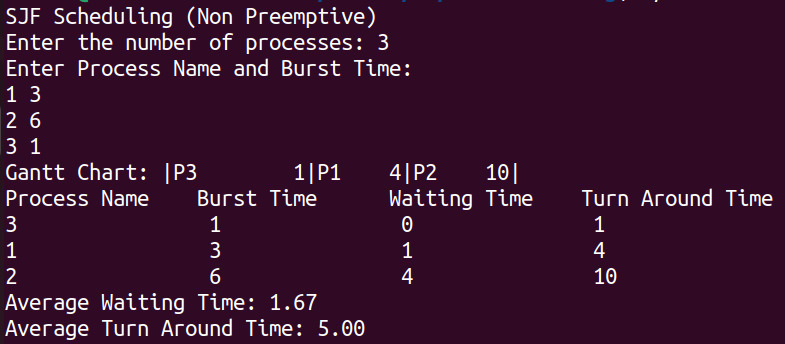 SJF Scheduling (Non Preemptive)
Enter the number of processes: 3
Enter Process Name and Burst Time:
1 3
2 6
3 1
Gantt Chart: |P3        1|P1    4|P2    10|
Process Name    Burst Time      Waiting Time    Turn Around Time
3                1               0               1
1                3               1               4
2                6               4               10
Average Waiting Time: 1.67
Average Turn Around Time: 5.00